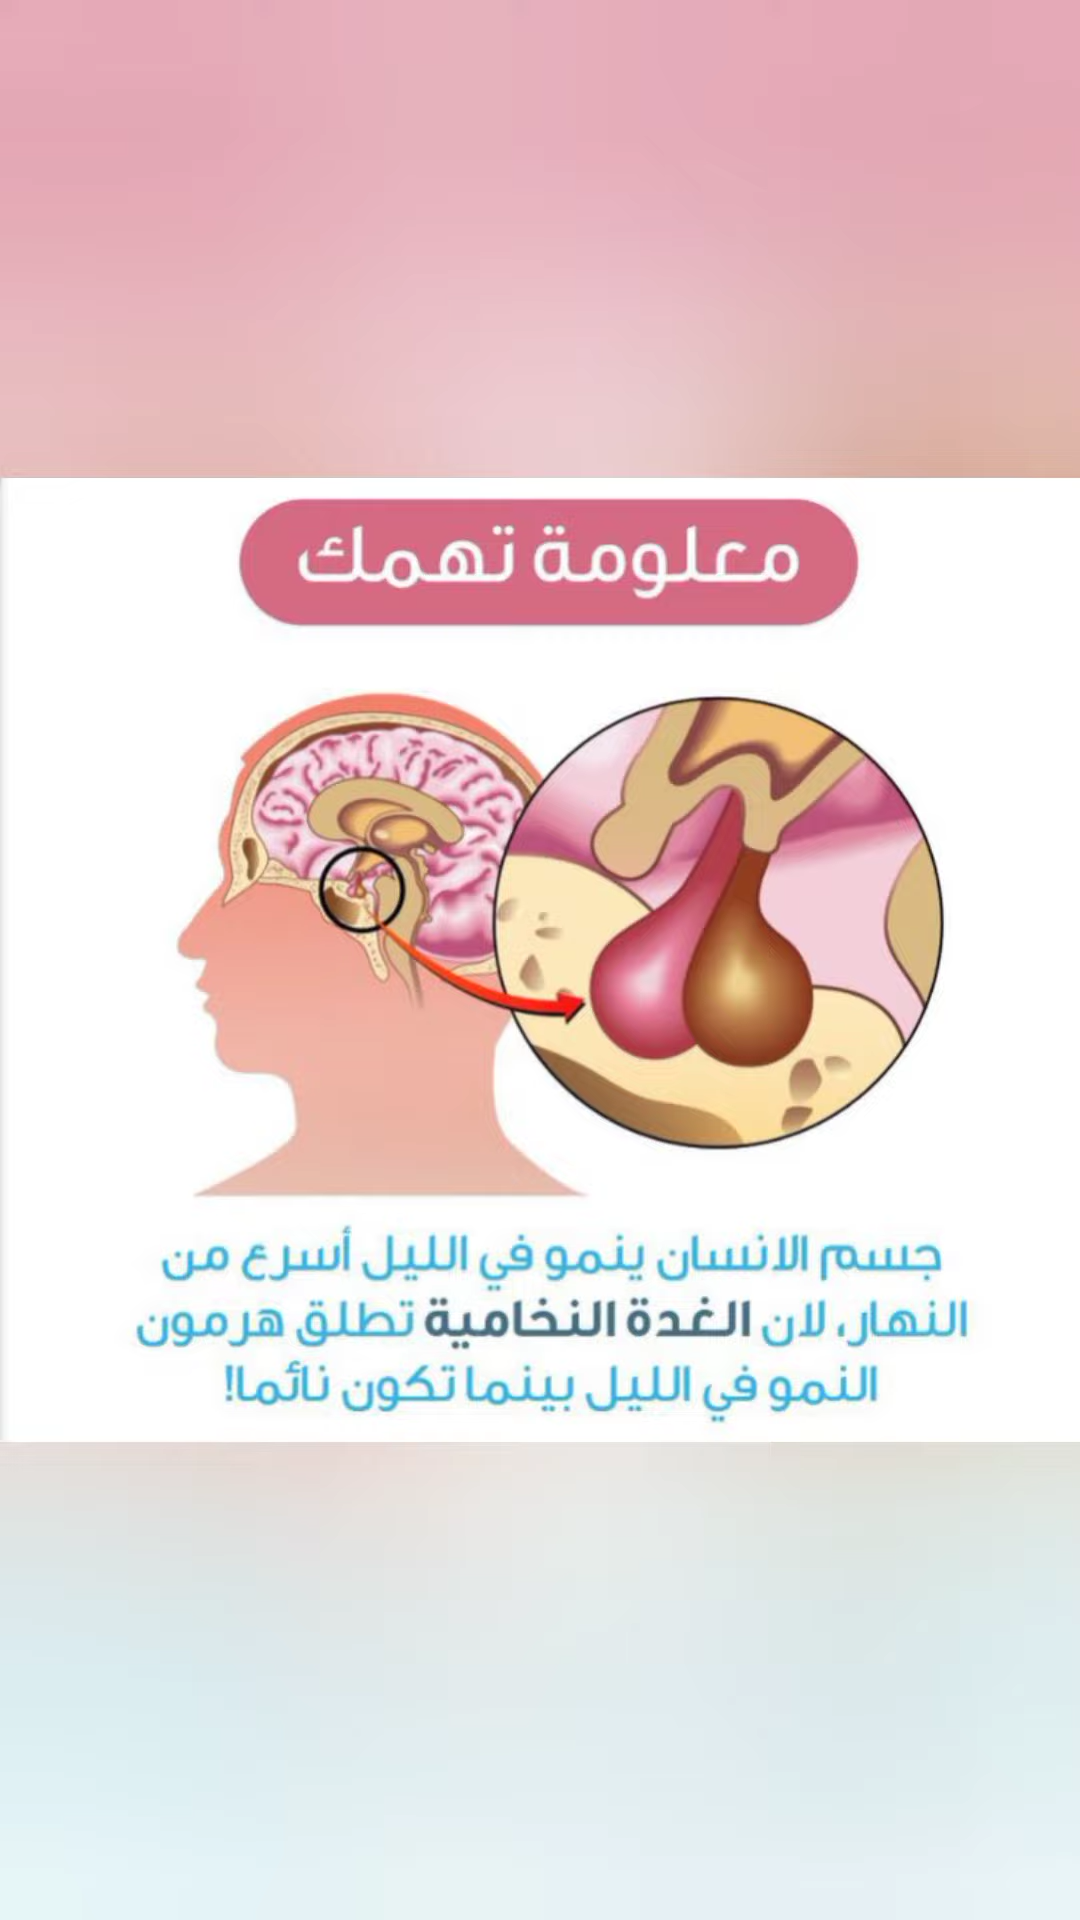 معلومة تهمك
جسم الانسان ينمو في الليل أسرع من
النهار، لان الغدة النخامية تطلق هرمون
النمو في الليل بينما تكون نائما!